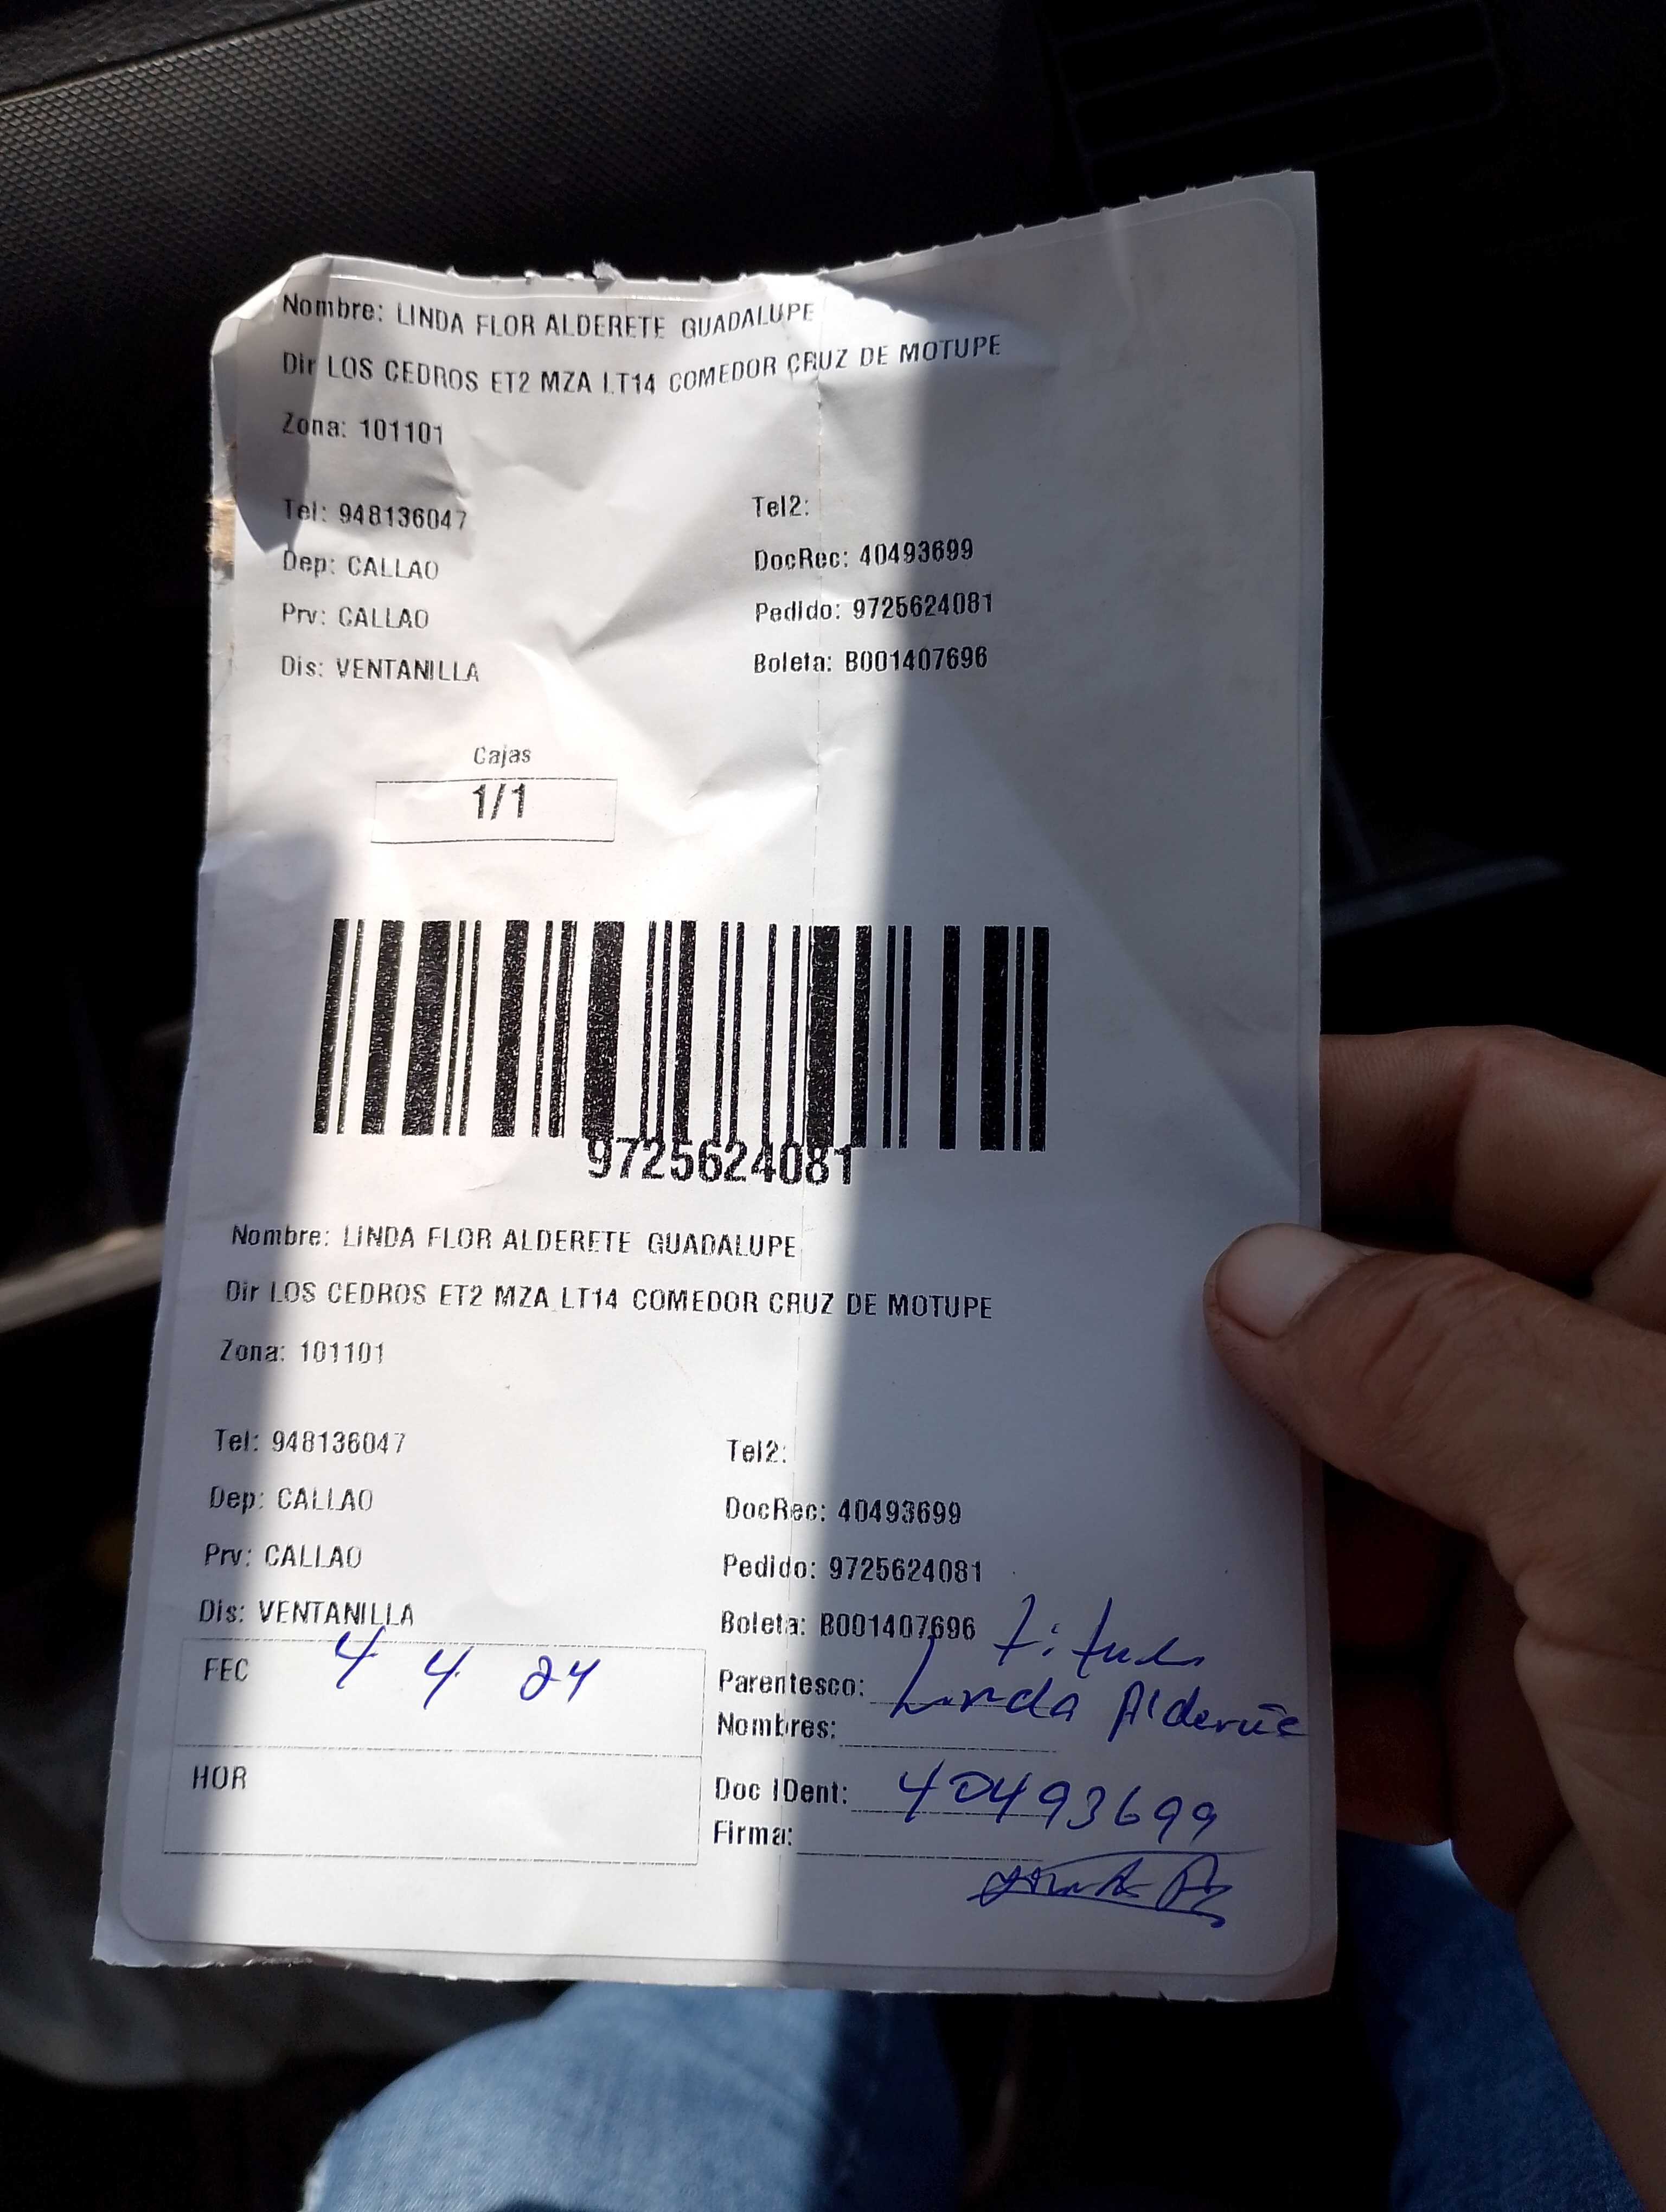 Nombre: LINDA FLOR ALDERETE GUADALUPE
Dir LOS CEDROS ET2 MZA LT14 COMEDOR CRUZ DE MOTUPE
Zona: 101101
Tel: 948136047 Tel2:
Dep: CALLAO DocRec: 40493699
Prv: CALLAO Pedido: 9725624081
Dis: VENTANILLA Boleta: B001407696
Cajas
1/1
9725624081
Nombre: LINDA FLOR ALDERETE GUADALUPE
Dir LOS CEDROS ET2 MZA LT14 COMEDOR CRUZ DE MOTUPE
Zona: 101101
Tel: 948136047 Tel2:
Dep: CALLAO DocRec: 40493699
Prv: CALLAO Pedido: 9725624081
Dis: VENTANILLA Boleta: B001407696
FEC 4 4 24
Parentesco:
Nombres: Linda Alderete
HOR
Doc IDent: 40493699
Firma: